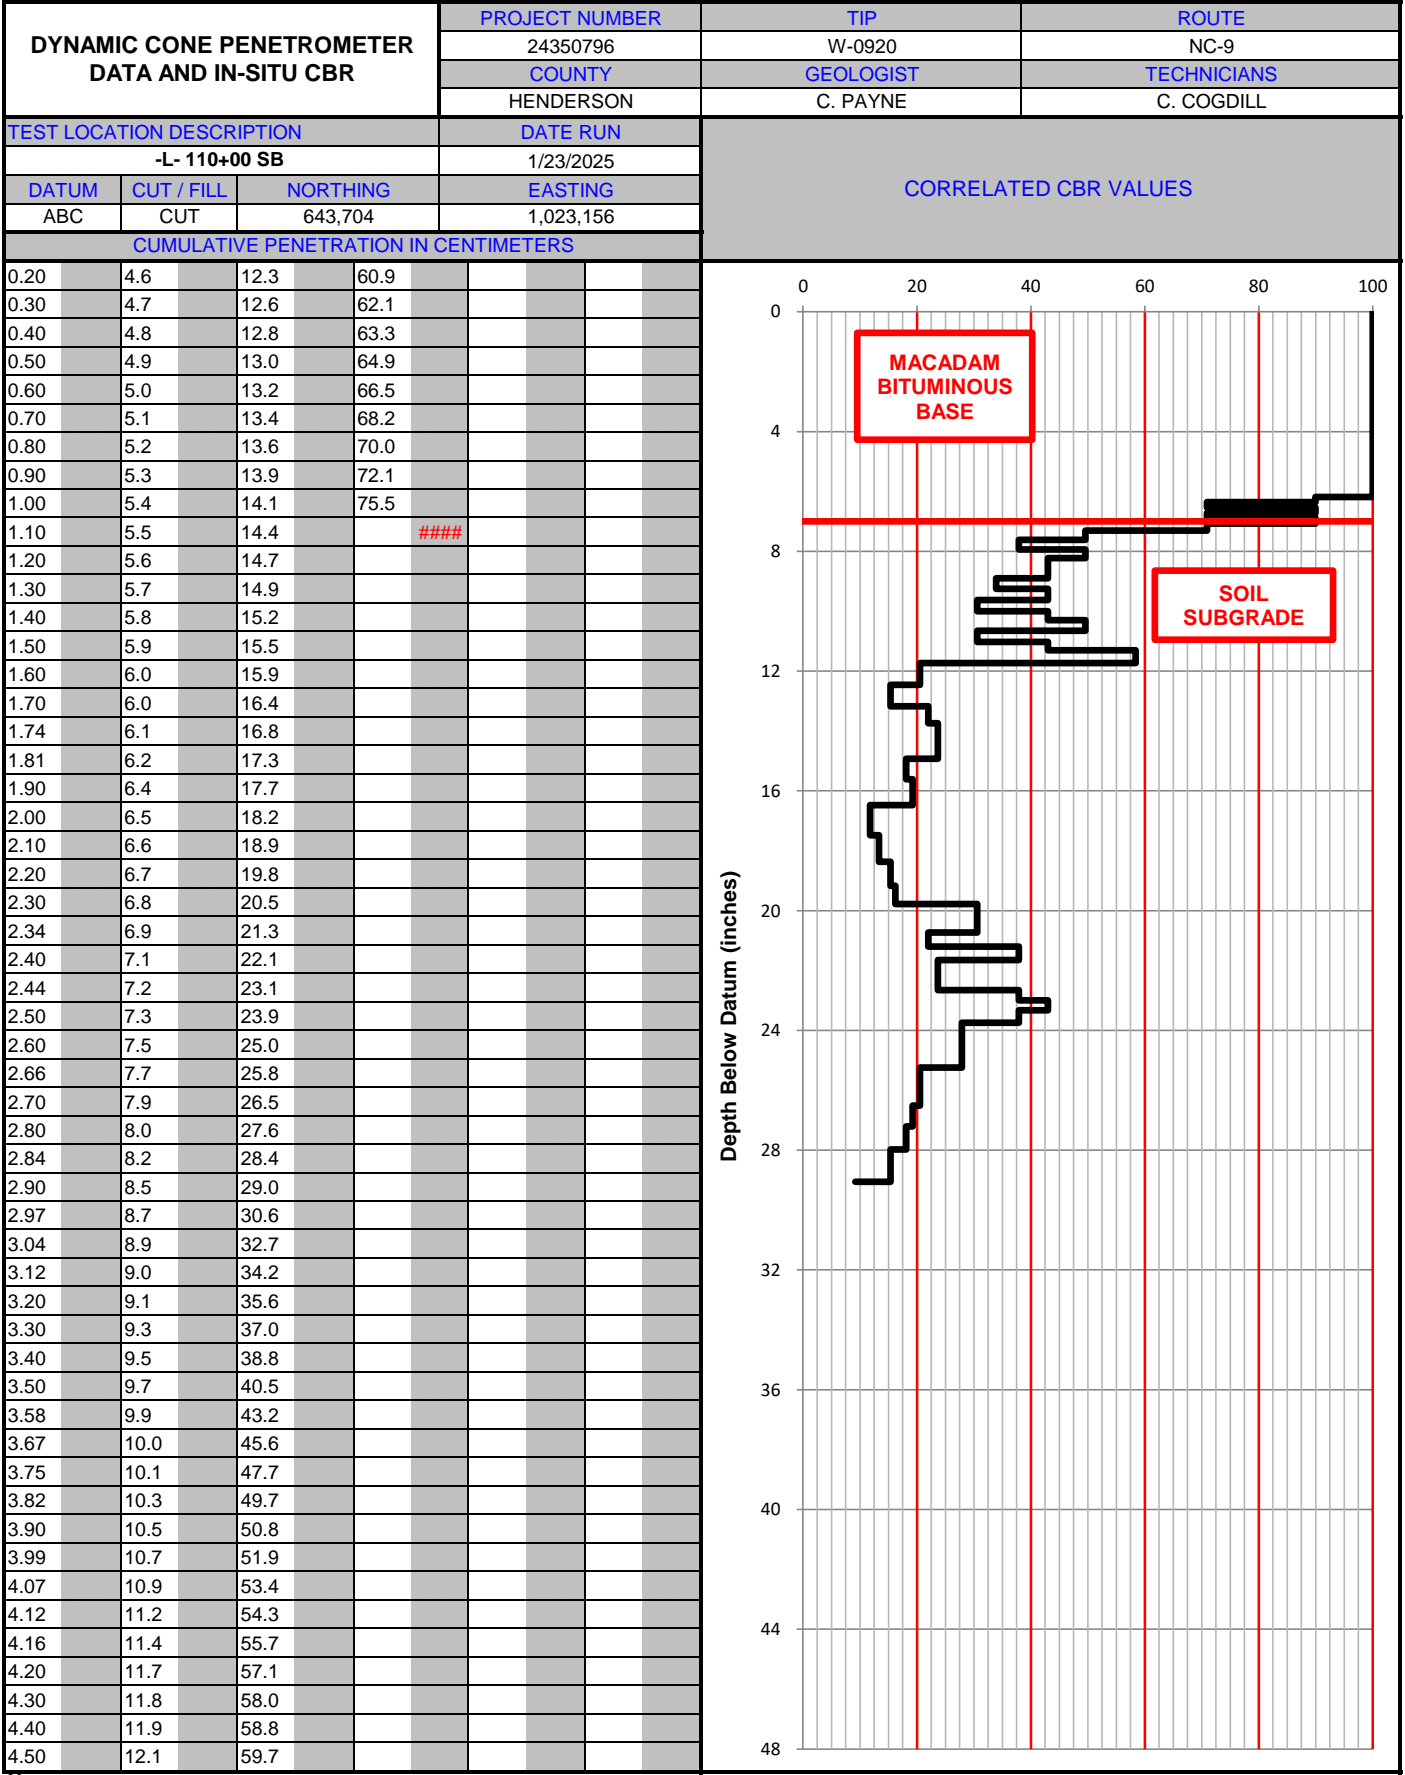 DYNAMIC CONE PENETROMETER
DATA AND IN-SITU CBR
PROJECT NUMBER TIP ROUTE
24350796 W-0920 NC-9
COUNTY GEOLOGIST TECHNICIANS
HENDERSON C. PAYNE C. COGDILL
TEST LOCATION DESCRIPTION DATE RUN
-L- 110+00 SB 1/23/2025
DATUM CUT / FILL NORTHING EASTING
ABC CUT 643,704 1,023,156
CUMULATIVE PENETRATION IN CENTIMETERS
0.20 4.6 12.3 60.9
0.30 4.7 12.6 62.1
0.40 4.8 12.8 63.3
0.50 4.9 13.0 64.9
0.60 5.0 13.2 66.5
0.70 5.1 13.4 68.2
0.80 5.2 13.6 70.0
0.90 5.3 13.9 72.1
1.00 5.4 14.1 75.5
1.10 5.5 14.4 ####
1.20 5.6 14.7
1.30 5.7 14.9
1.40 5.8 15.2
1.50 5.9 15.5
1.60 6.0 15.9
1.70 6.0 16.4
1.74 6.1 16.8
1.81 6.2 17.3
1.90 6.4 17.7
2.00 6.5 18.2
2.10 6.6 18.9
2.20 6.7 19.8
2.30 6.8 20.5
2.34 6.9 21.3
2.40 7.1 22.1
2.44 7.2 23.1
2.50 7.3 23.9
2.60 7.5 25.0
2.66 7.7 25.8
2.70 7.9 26.5
2.80 8.0 27.6
2.84 8.2 28.4
2.90 8.5 29.0
2.97 8.7 30.6
3.04 8.9 32.7
3.12 9.0 34.2
3.20 9.1 35.6
3.30 9.3 37.0
3.40 9.5 38.8
3.50 9.7 40.5
3.58 9.9 43.2
3.67 10.0 45.6
3.75 10.1 47.7
3.82 10.3 49.7
3.90 10.5 50.8
3.99 10.7 51.9
4.07 10.9 53.4
4.12 11.2 54.3
4.16 11.4 55.7
4.20 11.7 57.1
4.30 11.8 58.0
4.40 11.9 58.8
4.50 12.1 59.7
CORRELATED CBR VALUES
0 20 40 60 80 100
0
4
8
12
16
20
24
28
32
36
40
44
48
Depth Below Datum (inches)
MACADAM
BITUMINOUS
BASE
SOIL
SUBGRADE